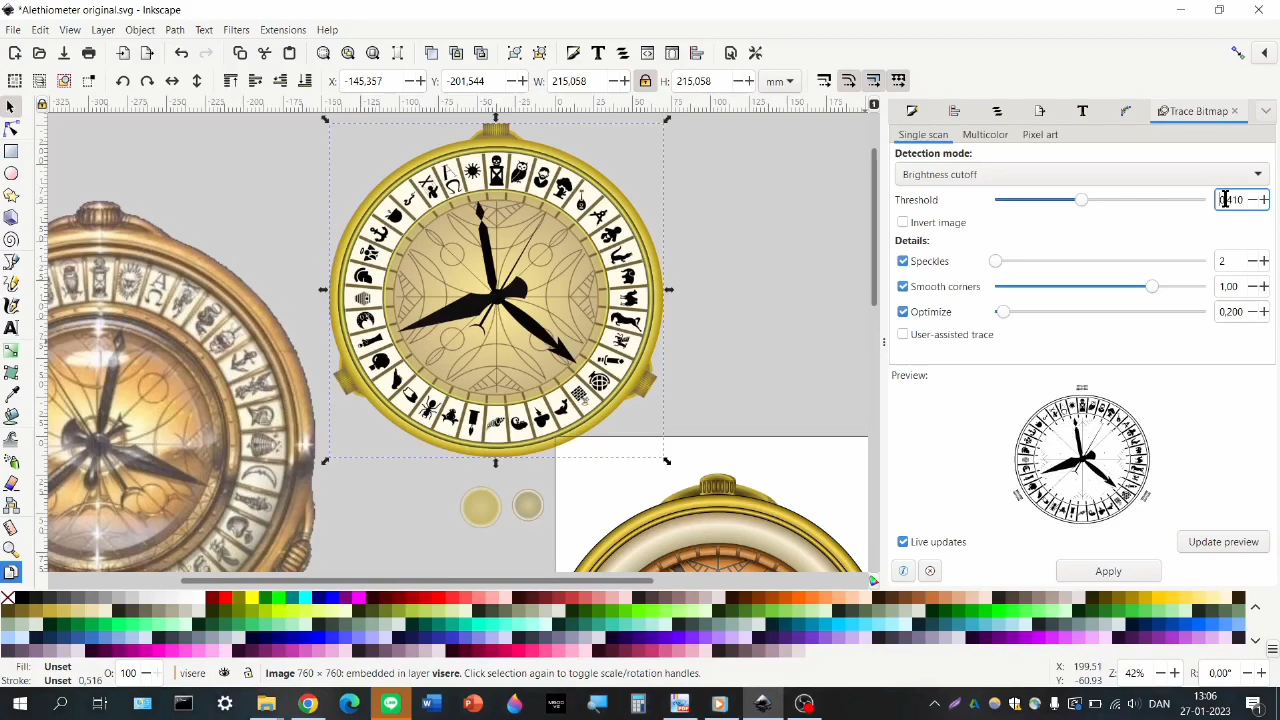 *Alethiometer original.svg - Inkscape
File Edit View Layer Object Path Text Filters Extensions Help
X: -145,357 Y: -201,544 W: 215,058 H: 215,058 mm
Trace Bitmap
Single scan Multicolor Pixel art
Detection mode:
Brightness cutoff
Threshold 0,410
Invert image
Details:
Speckles 2
Smooth corners 1,00
Optimize 0,200
User-assisted trace
Preview:
Live updates Update preview
Apply
Fill: Unset
Stroke: Unset 0,516 O: 100 visere Image 760 × 760: embedded in layer visere. Click selection again to toggle scale/rotation handles.
X: 199.51
Y: -60.93
Z: 42% R: 0,00°
DAN
13:06
27-01-2023